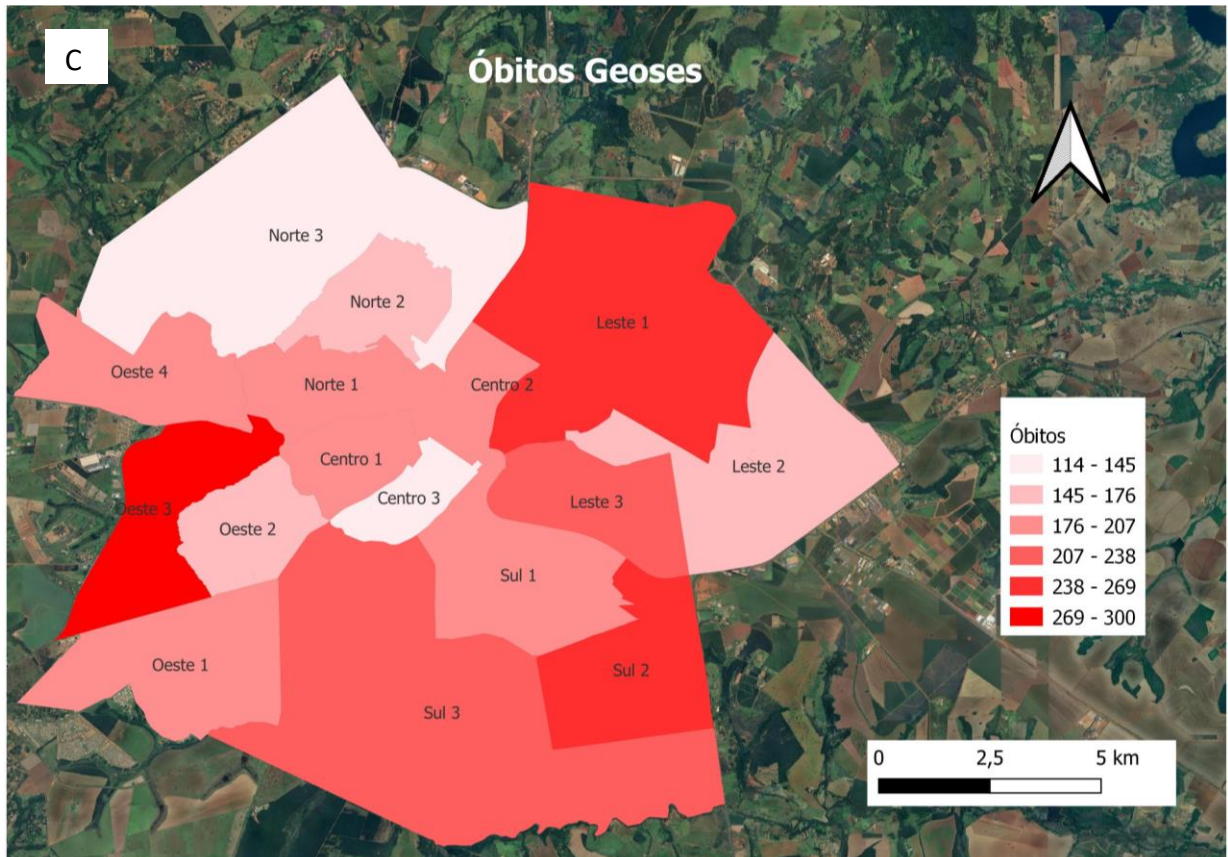 C
Óbitos Geoses
Norte 3
Norte 2
Leste 1
Oeste 4
Norte 1
Centro 2
Centro 1
Leste 2
Centro 3
Leste 3
Oeste 3
Oeste 2
Sul 1
Oeste 1
Sul 2
Sul 3
Óbitos
114 - 145
145 - 176
176 - 207
207 - 238
238 - 269
269 - 300
0 2,5 5 km